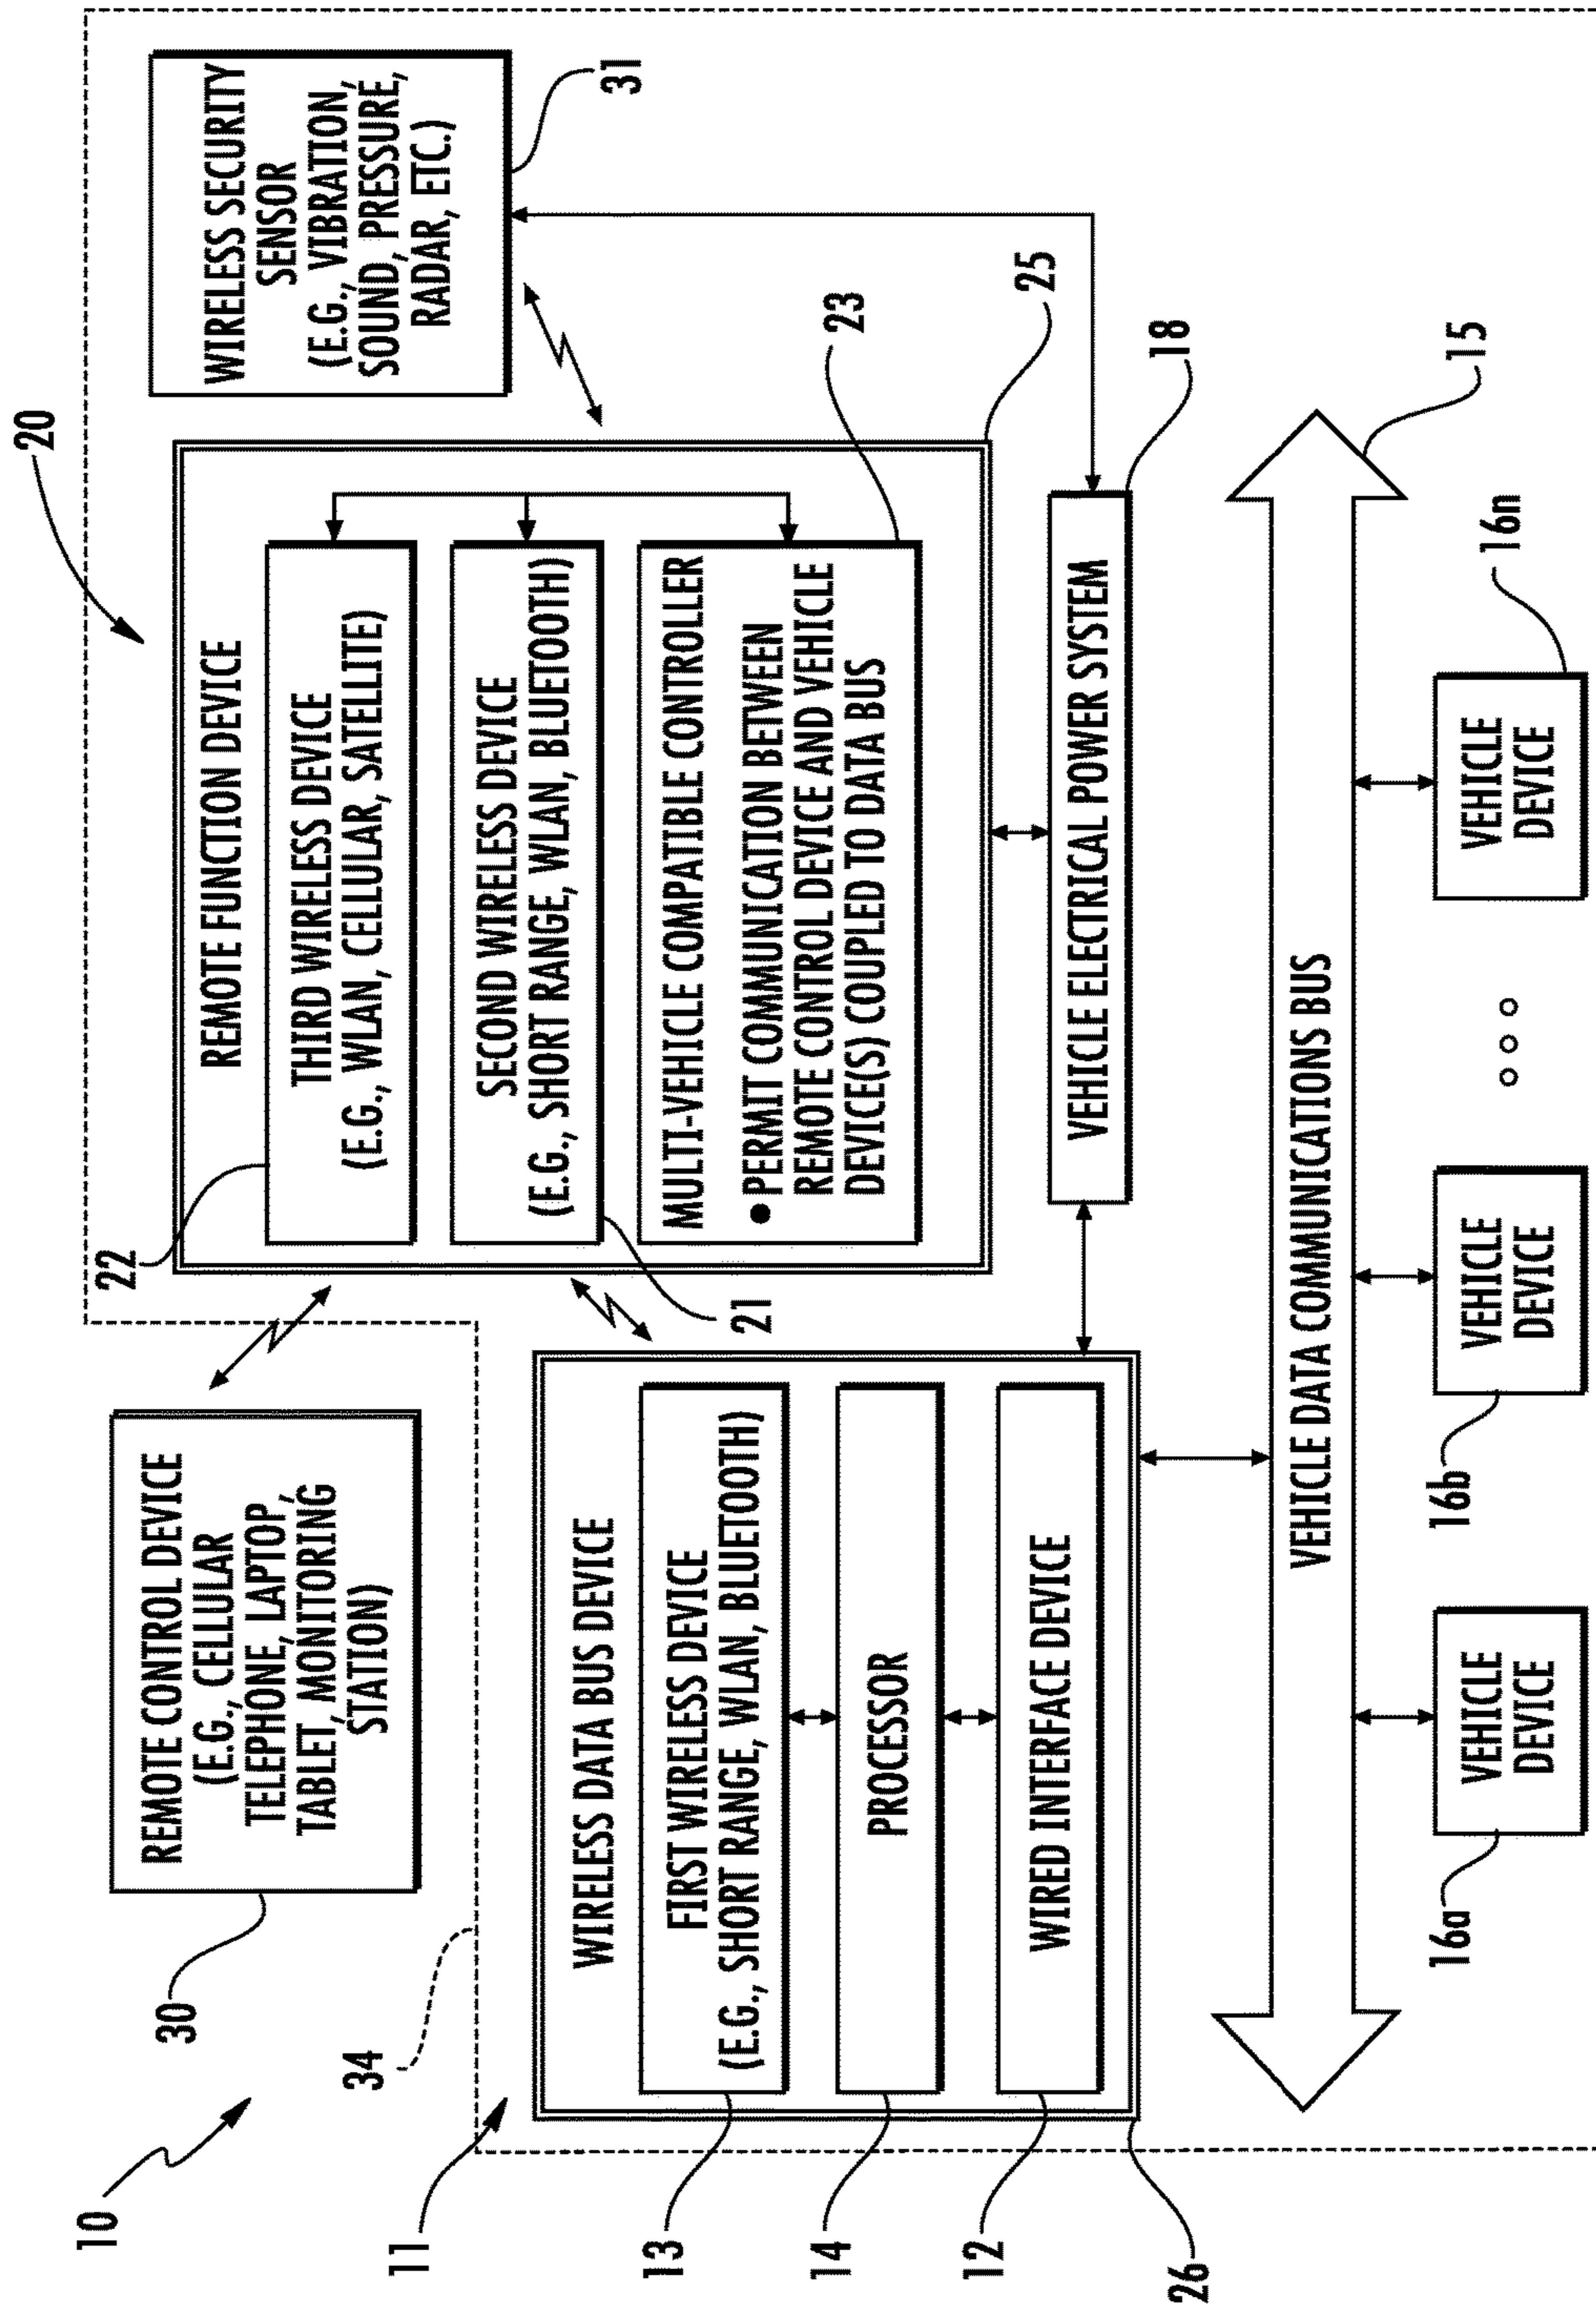 10
30
REMOTE CONTROL DEVICE
(E.G., CELLULAR
TELEPHONE, LAPTOP,
TABLET, MONITORING
STATION)
34
20
22
REMOTE FUNCTION DEVICE
THIRD WIRELESS DEVICE
(E.G., WLAN, CELLULAR, SATELLITE)
SECOND WIRELESS DEVICE
(E.G., SHORT RANGE, WLAN, BLUETOOTH)
21
MULTI-VEHICLE COMPATIBLE CONTROLLER
● PERMIT COMMUNICATION BETWEEN
REMOTE CONTROL DEVICE AND VEHICLE
DEVICE(S) COUPLED TO DATA BUS
23
25
WIRELESS SECURITY
SENSOR
(E.G., VIBRATION,
SOUND, PRESSURE,
RADAR, ETC.)
31
11
WIRELESS DATA BUS DEVICE
13
FIRST WIRELESS DEVICE
(E.G., SHORT RANGE, WLAN, BLUETOOTH)
14
PROCESSOR
12
WIRED INTERFACE DEVICE
26
VEHICLE ELECTRICAL POWER SYSTEM
18
VEHICLE DATA COMMUNICATIONS BUS
15
16a
VEHICLE
DEVICE
16b
VEHICLE
DEVICE
16n
VEHICLE
DEVICE